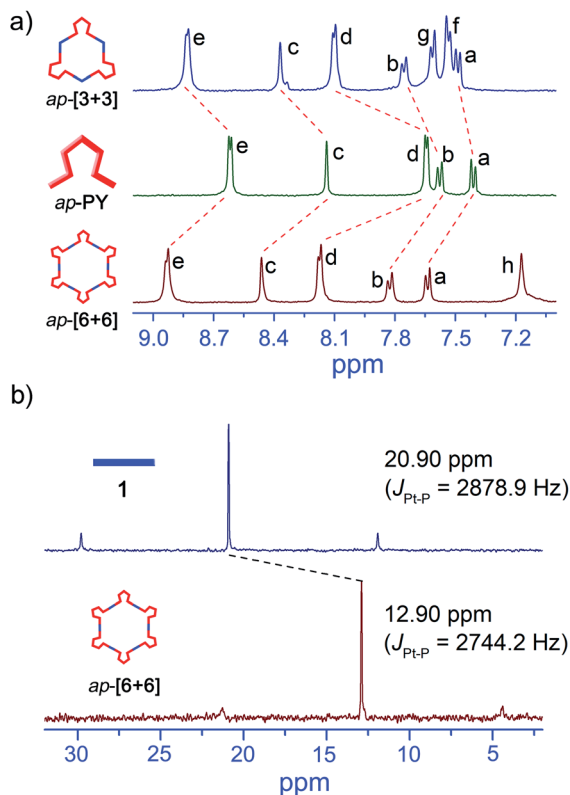 a)
e c d b g f a
ap-[3+3]
e c d b a
ap-PY
e c d b a h
ap-[6+6]
9.0 8.7 8.4 8.1 7.8 7.5 7.2
ppm
b)
1
20.90 ppm
(J Pt-P = 2878.9 Hz)
12.90 ppm
(J Pt-P = 2744.2 Hz)
ap-[6+6]
30 25 20 15 10 5
ppm